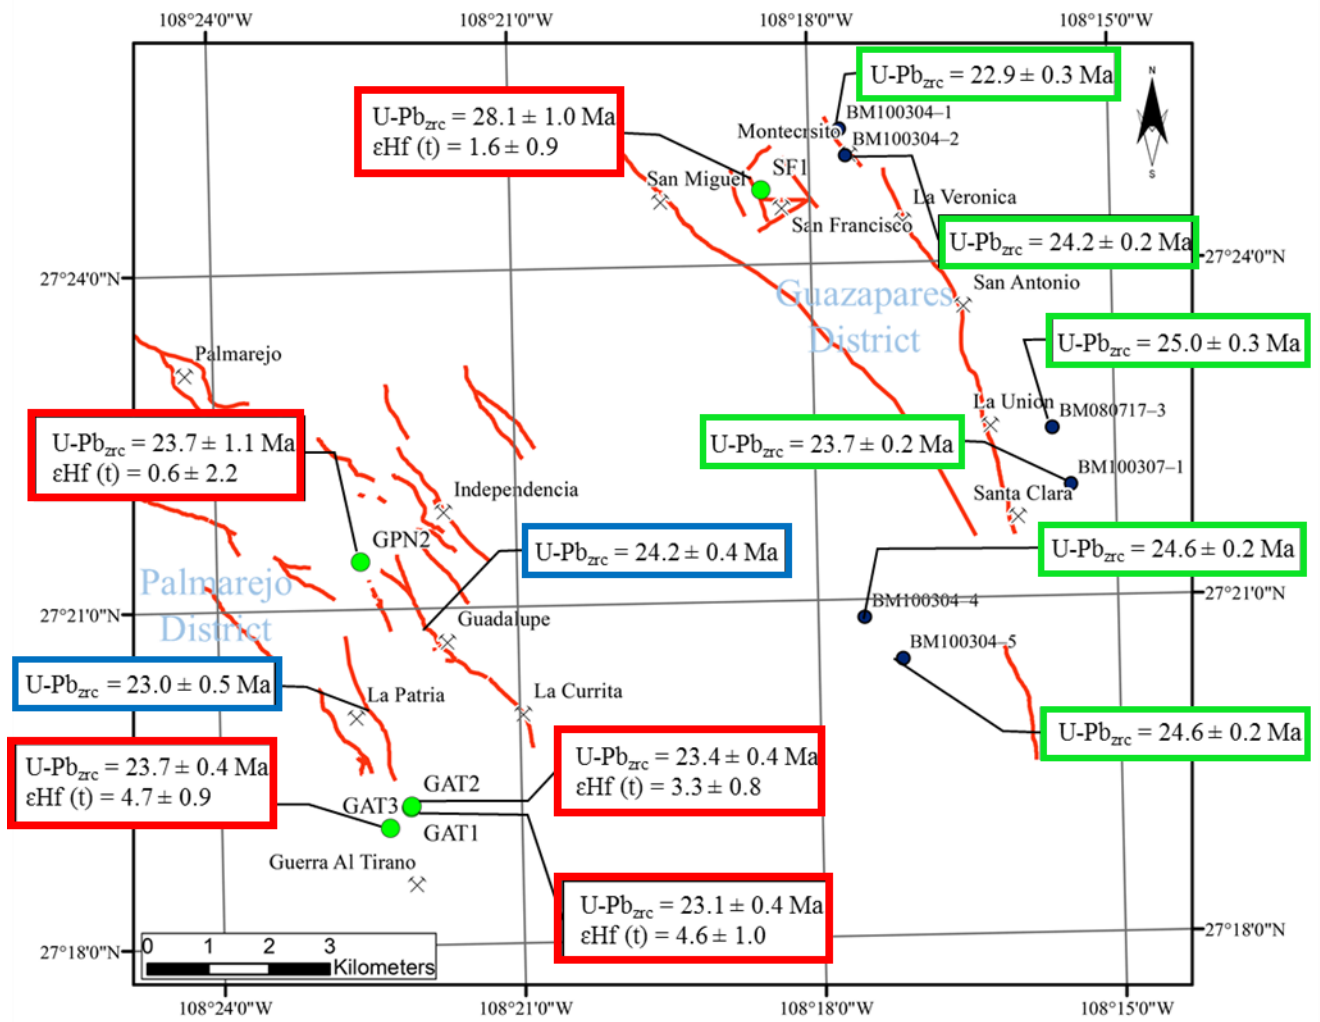 108°24'0"W
108°21'0"W
108°18'0"W
108°15'0"W
U-Pbzrc = 22.9 ± 0.3 Ma
N
S
U-Pbzrc = 28.1 ± 1.0 Ma
εHf (t) = 1.6 ± 0.9
BM100304–1
Montecrsito
BM100304–2
SF1
San Miguel
La Veronica
San Francisco
U-Pbzrc = 24.2 ± 0.2 Ma
27°24'0"N
27°24'0"N
San Antonio
Guazapares
District
U-Pbzrc = 25.0 ± 0.3 Ma
Palmarejo
La Union
BM080717–3
U-Pbzrc = 23.7 ± 1.1 Ma
εHf (t) = 0.6 ± 2.2
U-Pbzrc = 23.7 ± 0.2 Ma
BM100307–1
Independencia
Santa Clara
GPN2
U-Pbzrc = 24.2 ± 0.4 Ma
U-Pbzrc = 24.6 ± 0.2 Ma
Palmarejo
District
27°21'0"N
27°21'0"N
BM100304–4
Guadalupe
BM100304–5
U-Pbzrc = 23.0 ± 0.5 Ma
La Patria
La Currita
U-Pbzrc = 24.6 ± 0.2 Ma
U-Pbzrc = 23.7 ± 0.4 Ma
εHf (t) = 4.7 ± 0.9
U-Pbzrc = 23.4 ± 0.4 Ma
εHf (t) = 3.3 ± 0.8
GAT2
GAT3
GAT1
Guerra Al Tirano
U-Pbzrc = 23.1 ± 0.4 Ma
εHf (t) = 4.6 ± 1.0
0 1 2 3
Kilometers
27°18'0"N
27°18'0"N
108°24'0"W
108°21'0"W
108°18'0"W
108°15'0"W